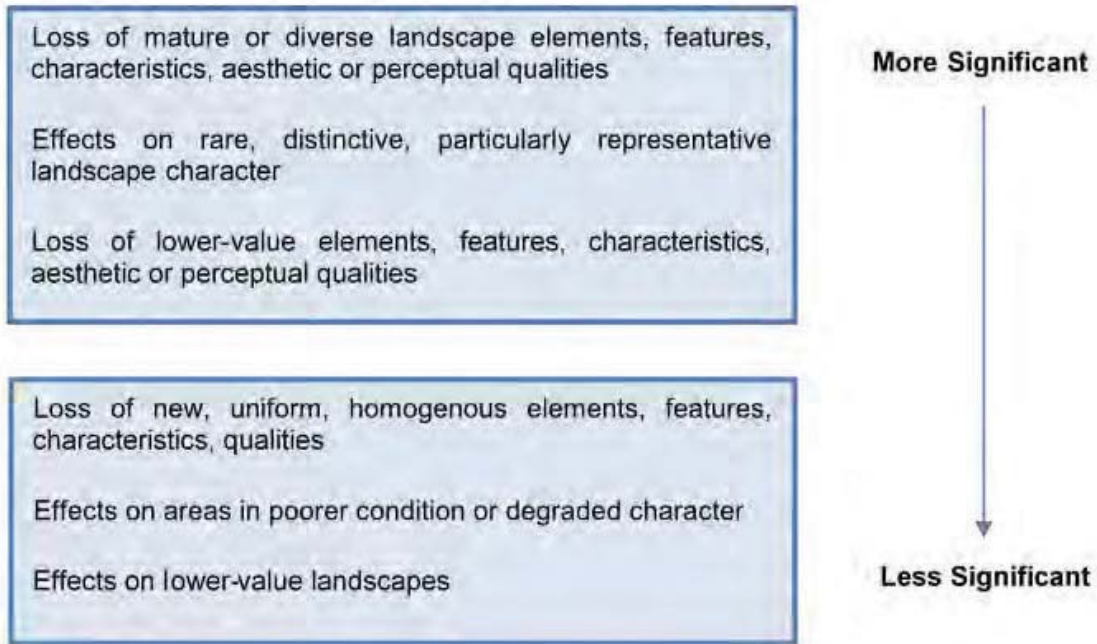 Loss of mature or diverse landscape elements, features,
characteristics, aesthetic or perceptual qualities
More Significant
Effects on rare, distinctive, particularly representative
landscape character
Loss of lower-value elements, features, characteristics,
aesthetic or perceptual qualities
Loss of new, uniform, homogenous elements, features,
characteristics, qualities
Effects on areas in poorer condition or degraded character
Effects on lower-value landscapes
Less Significant